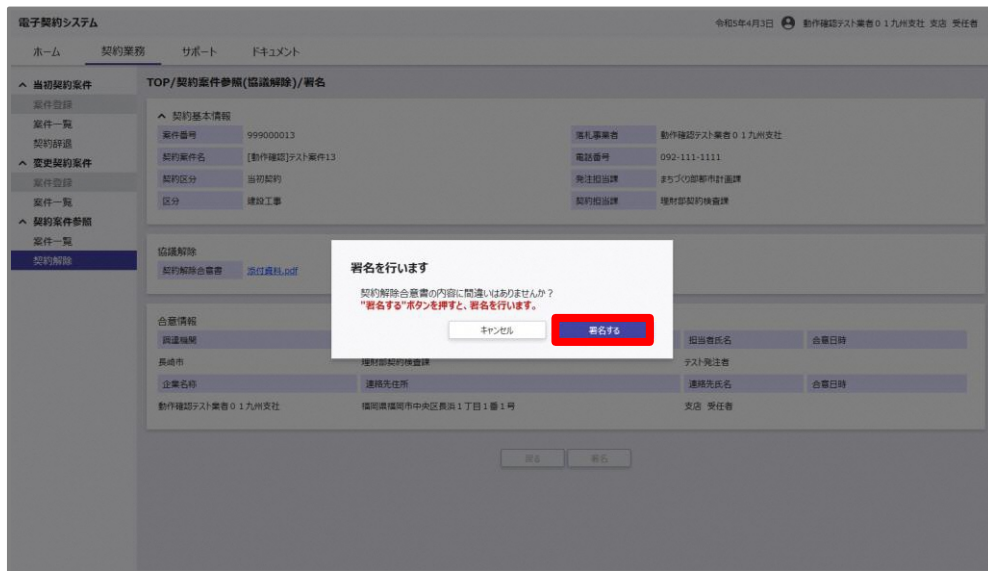 電子契約システム
令和5年4月3日 動作確認テスト業者01九州支社 支店 受任者
ホーム 契約業務 サポート ドキュメント
当初契約案件
案件登録
案件一覧
契約辞退
変更契約案件
案件登録
案件一覧
契約案件参照
案件一覧
契約解除
TOP/契約案件参照(協議解除)/署名
契約基本情報
案件番号 999000013 落札事業者 動作確認テスト業者01九州支社
契約案件名 [動作確認]テスト案件13 電話番号 092-111-1111
契約区分 当初契約 発注担当課 まちづくり部都市計画課
区分 建設工事 契約担当課 理財部契約検査課
協議解除
契約解除合意書 添付資料.pdf
署名を行います
契約解除合意書の内容に間違いはありませんか?
"署名する"ボタンを押すと、署名を行います。
キャンセル 署名する
合意情報
調達機関 担当者氏名 合意日時
長崎市 理財部契約検査課 テスト発注者
企業名称 連絡先住所 連絡先氏名 合意日時
動作確認テスト業者01九州支社 福岡県福岡市中央区長浜1丁目1番1号 支店 受任者
戻る 署名